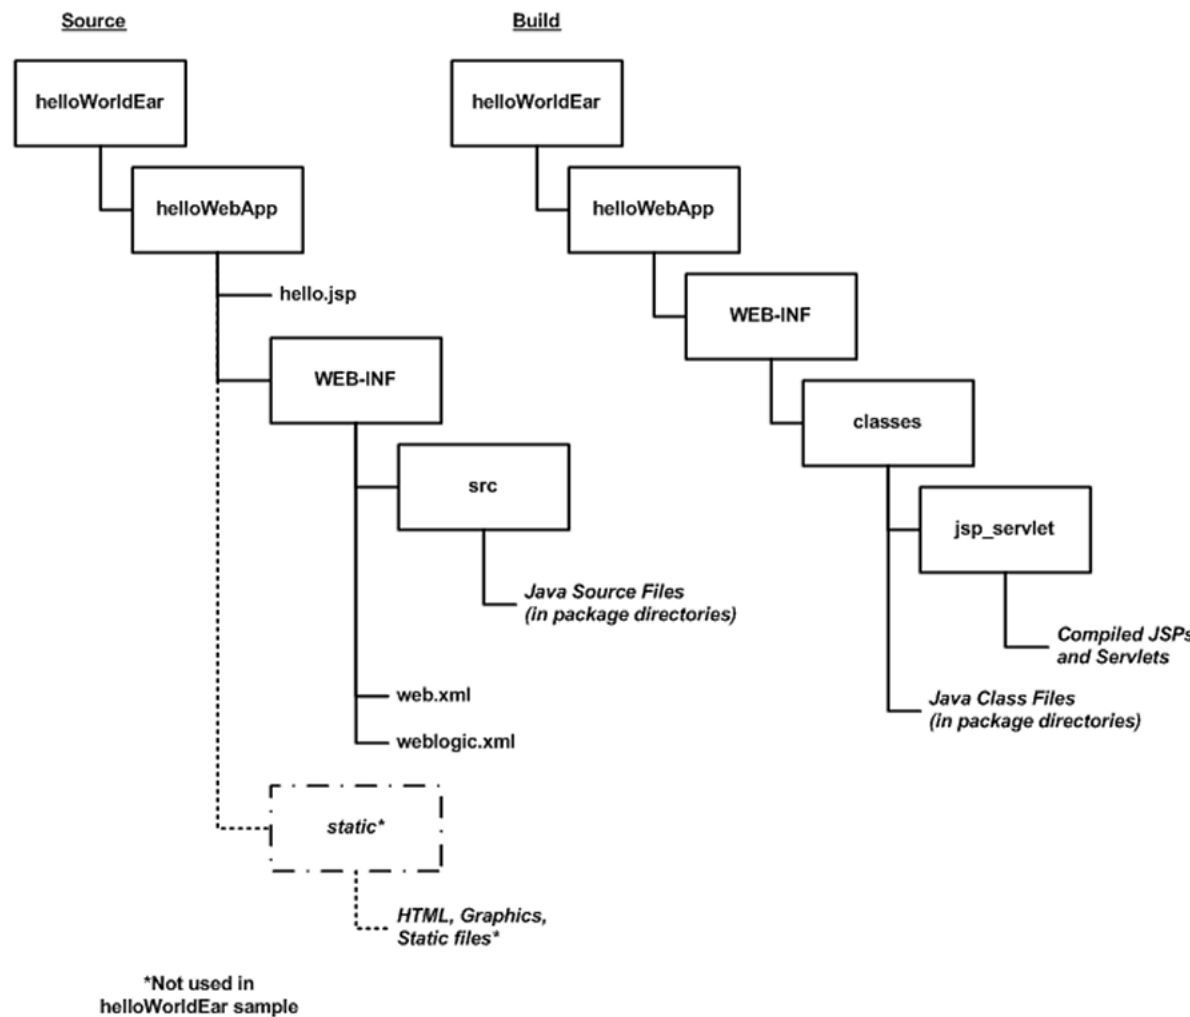 Source
helloWorldEar
helloWebApp
hello.jsp
WEB-INF
src
Java Source Files
(in package directories)
web.xml
weblogic.xml
static*
HTML, Graphics,
Static files*
*Not used in
helloWorldEar sample
Build
helloWorldEar
helloWebApp
WEB-INF
classes
jsp_servlet
Compiled JSPs
and Servlets
Java Class Files
(in package directories)